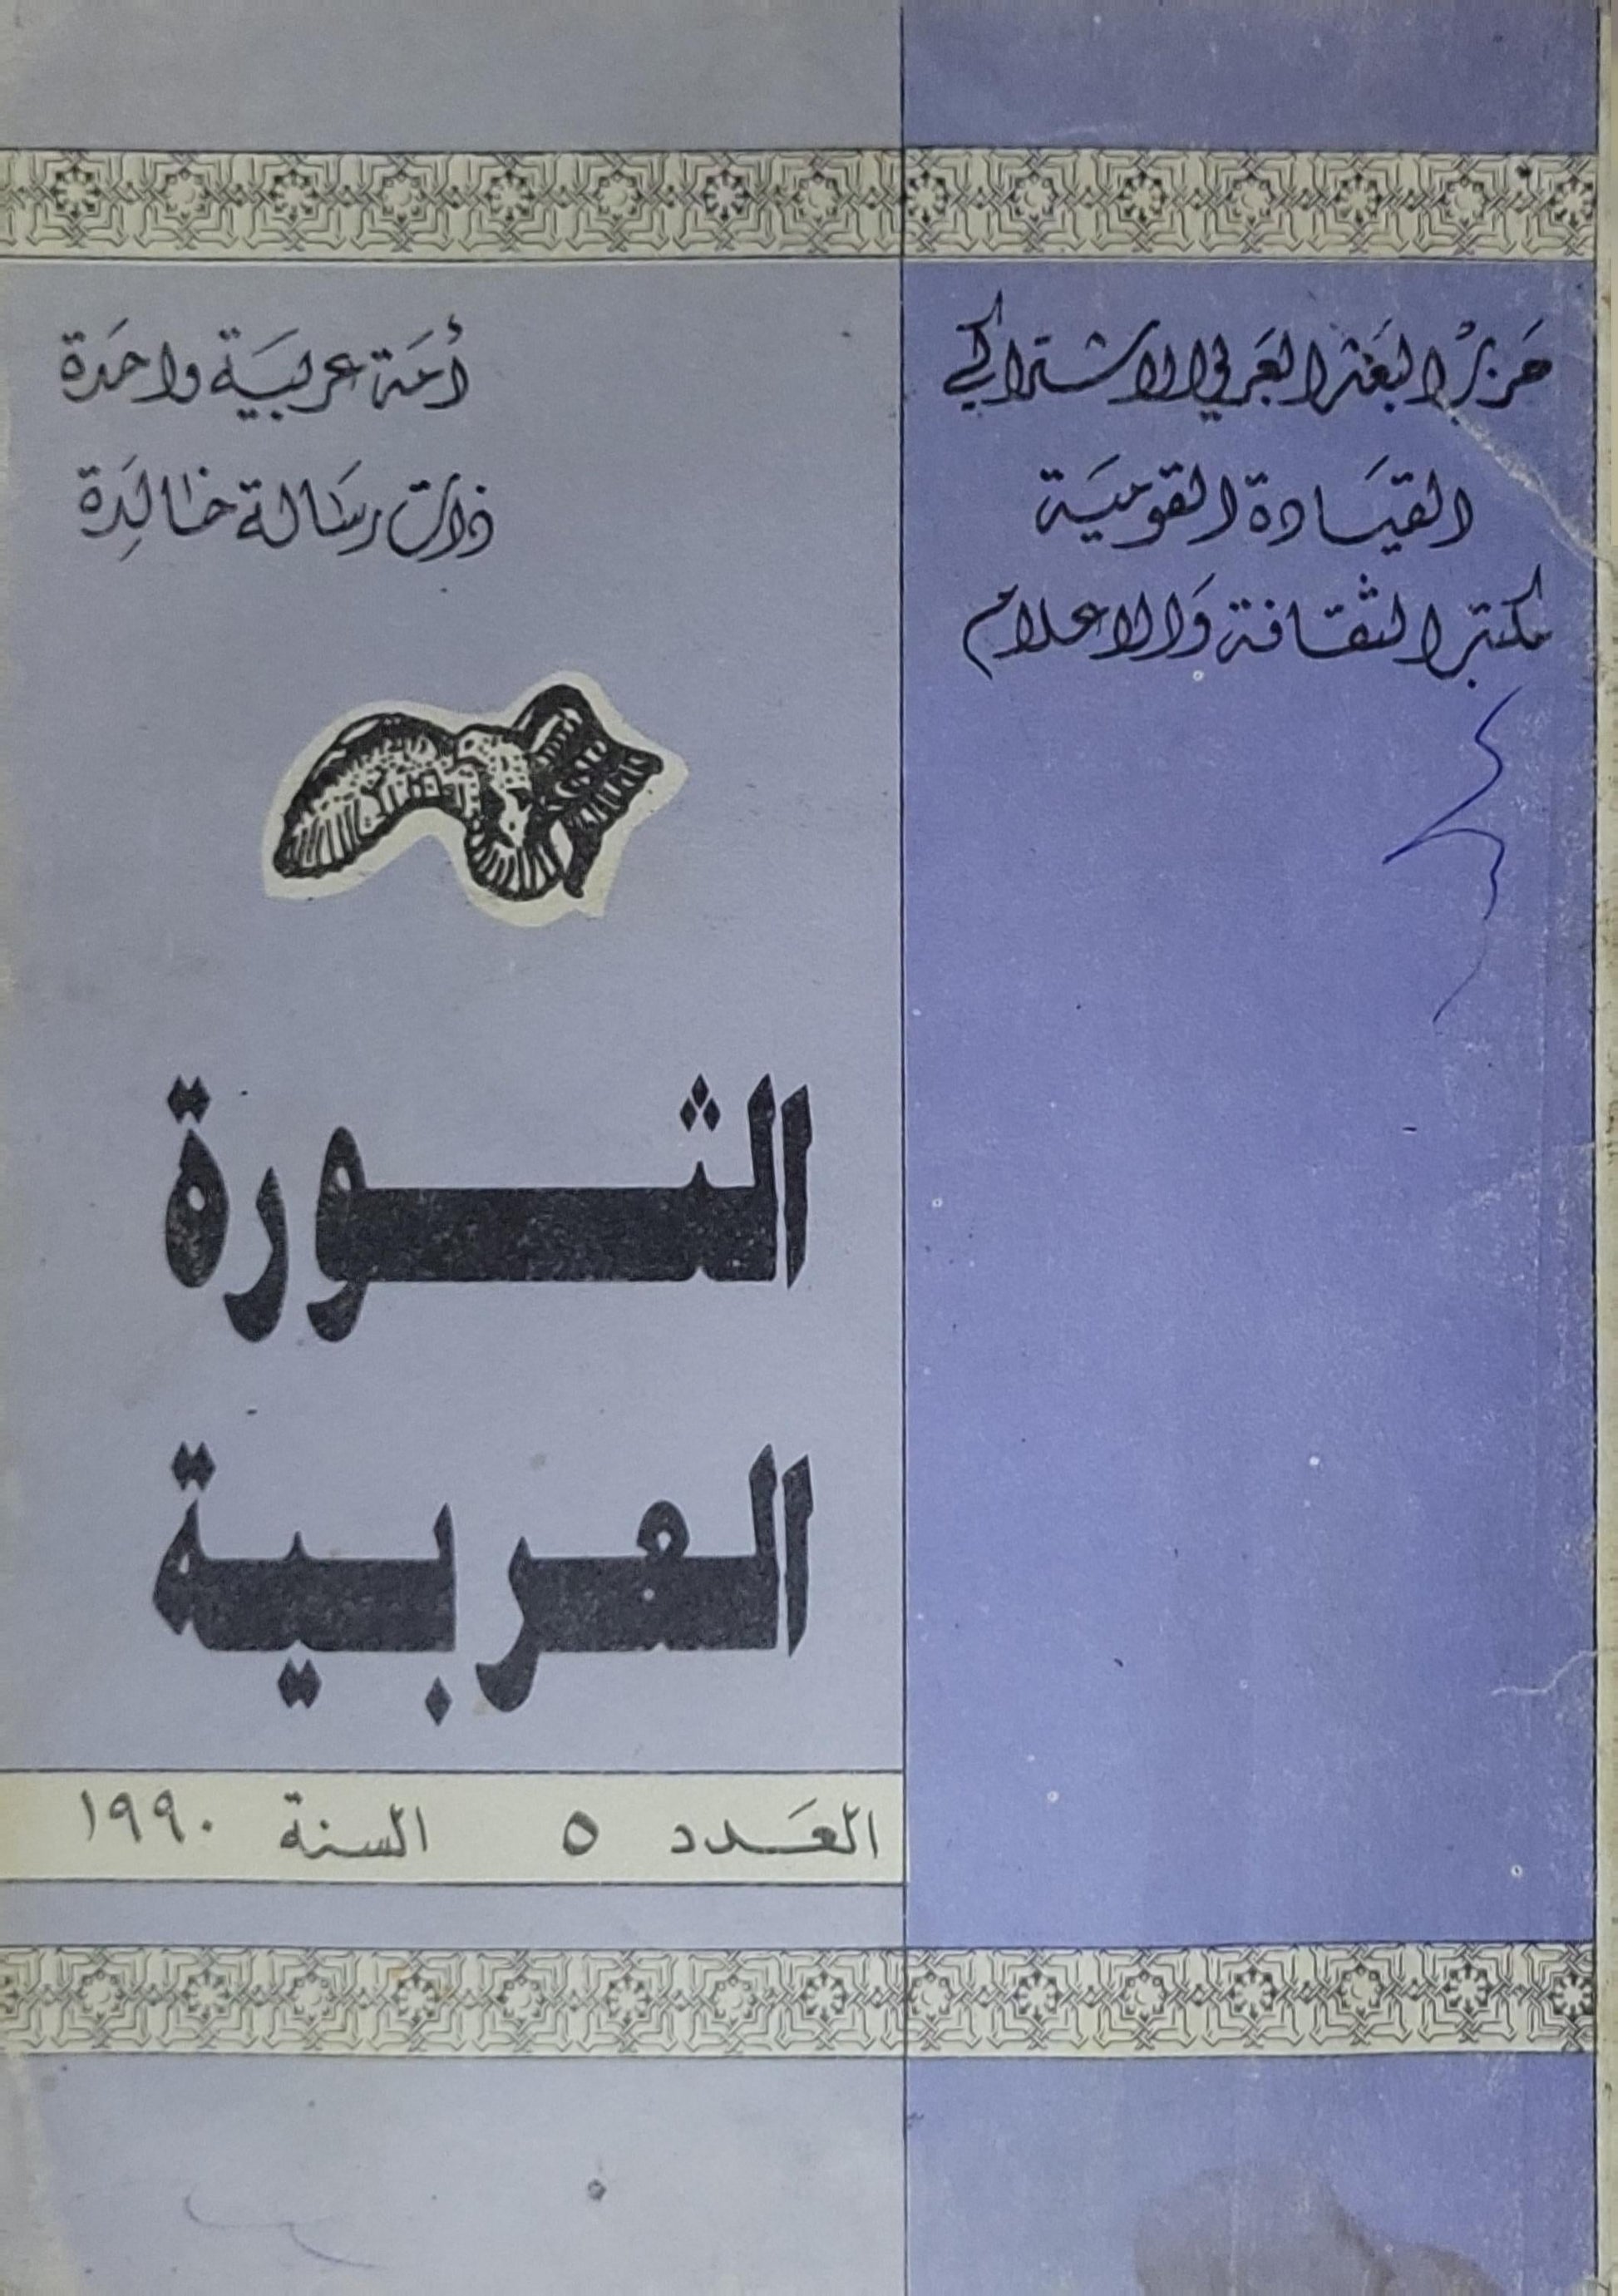 حزب البعث العربي الاشتراكي
القيادة القومية
مكتب الثقافة والاعلام
أمة عربية واحدة
ذات رسالة خالدة
الثورة
العربية
العدد ٥ السنة ١٩٩٠